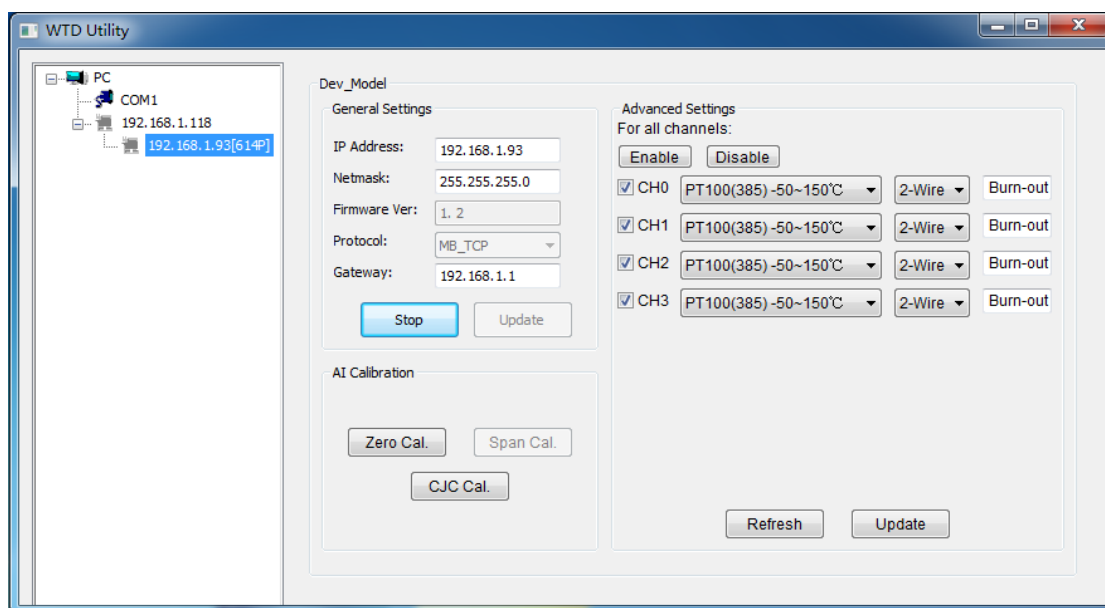 WTD Utility
PC
COM1
192.168.1.118
192.168.1.93[614P]
Dev_Model
General Settings
IP Address: 192.168.1.93
Netmask: 255.255.255.0
Firmware Ver: 1. 2
Protocol: MB_TCP
Gateway: 192.168.1.1
Stop Update
AI Calibration
Zero Cal. Span Cal.
CJC Cal.
Advanced Settings
For all channels:
Enable Disable
CH0 PT100(385) -50~150℃ 2-Wire Burn-out
CH1 PT100(385) -50~150℃ 2-Wire Burn-out
CH2 PT100(385) -50~150℃ 2-Wire Burn-out
CH3 PT100(385) -50~150℃ 2-Wire Burn-out
Refresh Update